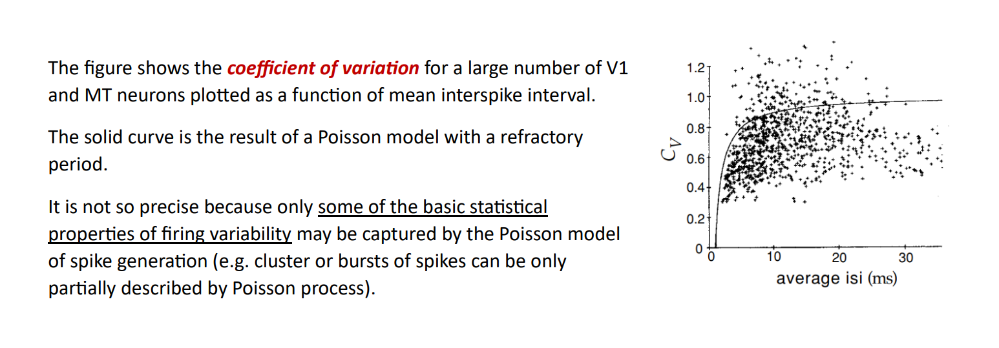 The figure shows the coefficient of variation for a large number of V1
and MT neurons plotted as a function of mean interspike interval.
The solid curve is the result of a Poisson model with a refractory
period.
It is not so precise because only some of the basic statistical
properties of firing variability may be captured by the Poisson model
of spike generation (e.g. cluster or bursts of spikes can be only
partially described by Poisson process).
1.2
1.0
0.8
0.6
0.4
0.2
0
CV
0 10 20 30
average isi (ms)